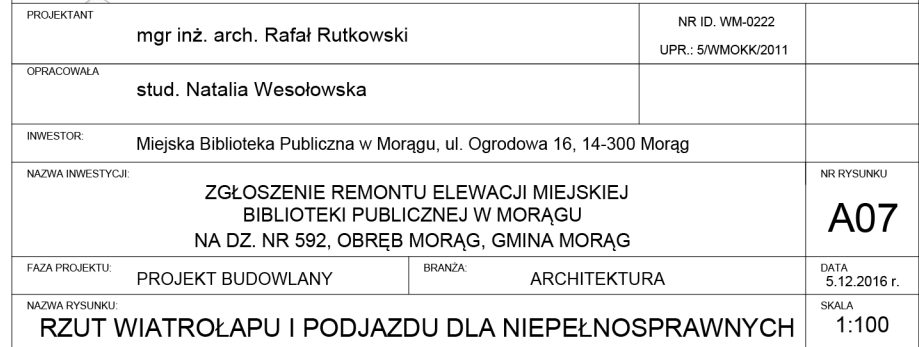 PROJEKTANT
mgr inż. arch. Rafał Rutkowski
NR ID. WM-0222
UPR.: 5/WMOKK/2011
OPRACOWAŁA
stud. Natalia Wesołowska
INWESTOR:
Miejska Biblioteka Publiczna w Morągu, ul. Ogrodowa 16, 14-300 Morąg
NAZWA INWESTYCJI:
ZGŁOSZENIE REMONTU ELEWACJI MIEJSKIEJ
BIBLIOTEKI PUBLICZNEJ W MORĄGU
NA DZ. NR 592, OBRĘB MORĄG, GMINA MORĄG
NR RYSUNKU
A07
FAZA PROJEKTU:
PROJEKT BUDOWLANY
BRANŻA:
ARCHITEKTURA
DATA
5.12.2016 r.
NAZWA RYSUNKU:
RZUT WIATROŁAPU I PODJAZDU DLA NIEPEŁNOSPRAWNYCH
SKALA
1:100